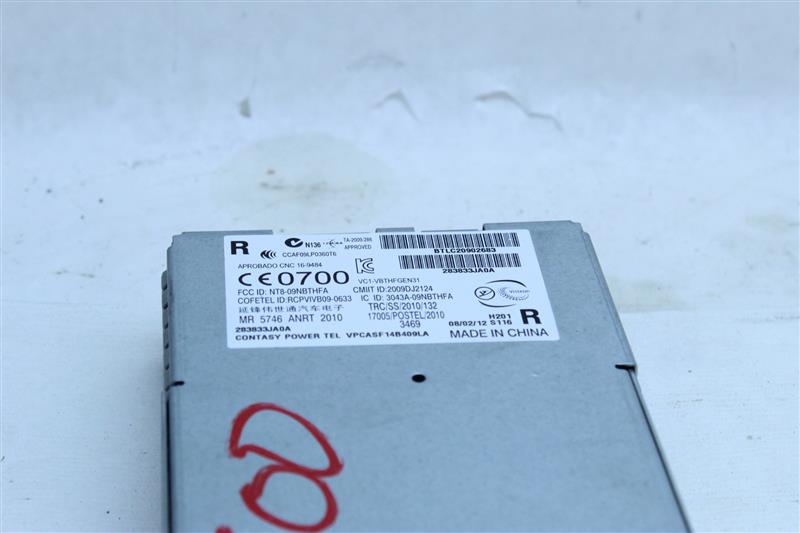 R N136 TA-2009-286 APPROVED
CCAF09LP0360T6
BTLC20902683
APROBADO CNC 16-9484
283833JA0A
CE0700
VC1-VBTHFGEN31
FCC ID: NT8-09NBTHFA CMIIT ID:2009DJ2124
COFETEL ID:RCPVIVB09-0633 IC ID: 3043A-09NBTHFA
延锋伟世通汽车电子 TRC/SS/2010/132
MR 5746 ANRT 2010 17005/POSTEL/2010
283833JA0A 3469
H201
08/02/12 S116 R
CONTASY POWER TEL VPCASF14B409LA MADE IN CHINA